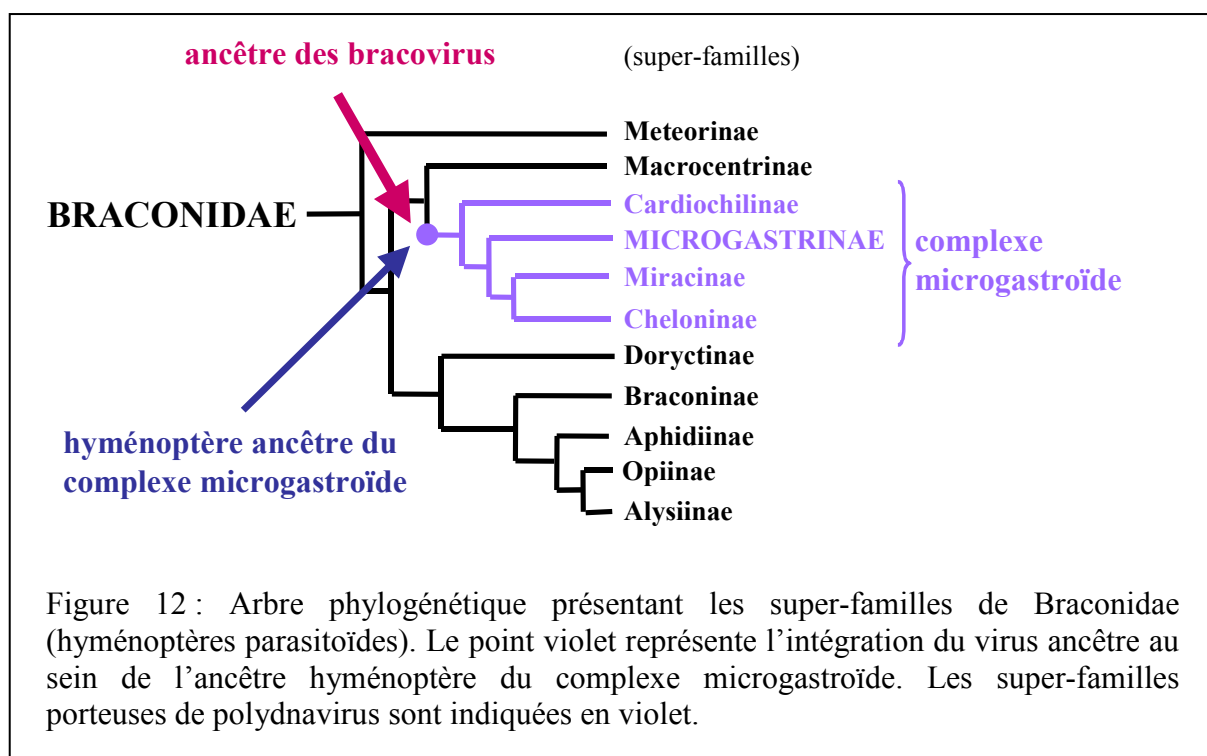 ancêtre des bracovirus
(super-familles)
Meteorinae
Macrocentrinae
BRACONIDAE
Cardiochilinae
MICROGASTRINAE
Miracinae
Cheloninae
complexe
microgastroïde
Doryctinae
Braconinae
Aphidiinae
Opiinae
Alysiinae
hyménoptère ancêtre du
complexe microgastroïde
Figure 12 : Arbre phylogénétique présentant les super-familles de Braconidae
(hyménoptères parasitoïdes). Le point violet représente l’intégration du virus ancêtre au
sein de l’ancêtre hyménoptère du complexe microgastroïde. Les super-familles
porteuses de polydnavirus sont indiquées en violet.